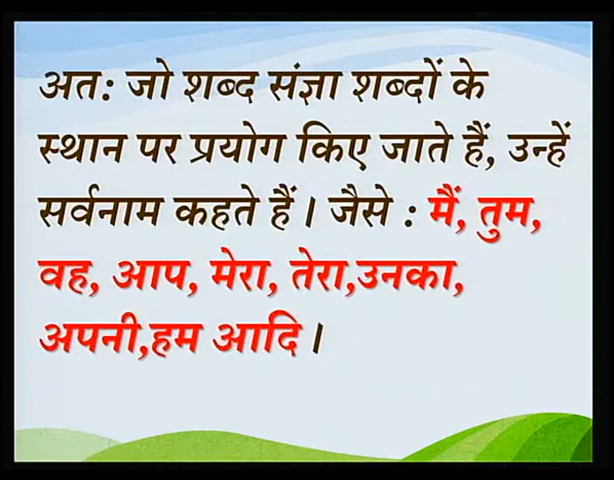 अतः जो शब्द संज्ञा शब्दों के
स्थान पर प्रयोग किए जाते हैं, उन्हें
सर्वनाम कहते हैं। जैसे : मैं, तुम,
वह, आप, मेरा, तेरा,उनका,
अपनी,हम आदि ।